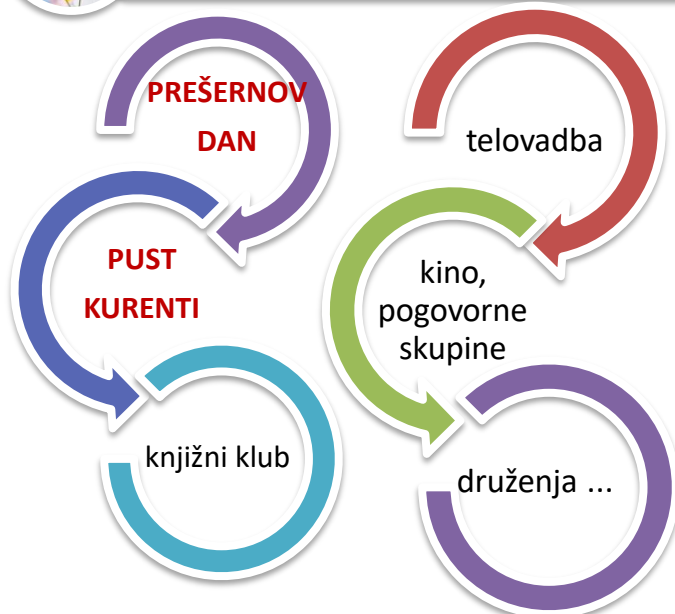 PREŠERNOV
DAN
PUST
KURENTI
knjižni klub
telovadba
kino,
pogovorne
skupine
druženja ...